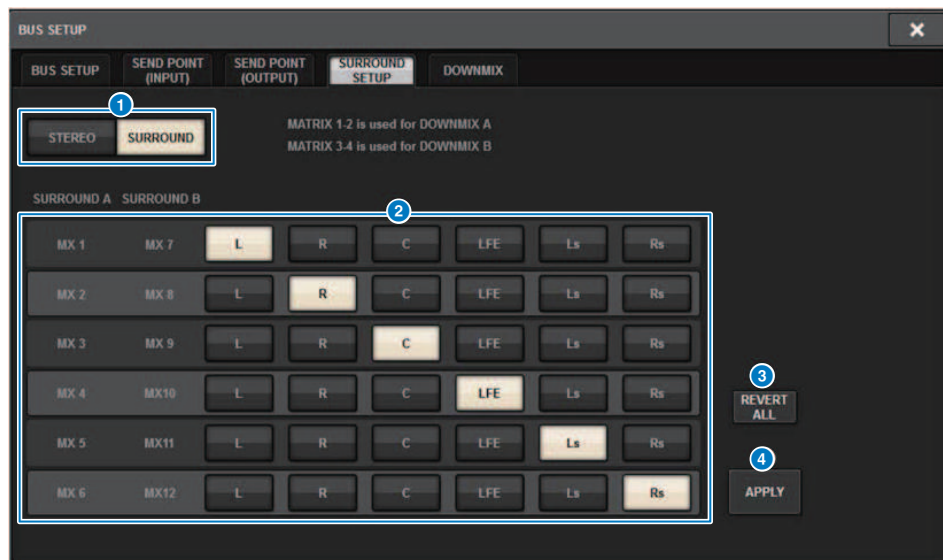 BUS SETUP
×
BUS SETUP
SEND POINT
(INPUT)
SEND POINT
(OUTPUT)
SURROUND
SETUP
DOWNMIX
1
STEREO SURROUND
MATRIX 1-2 is used for DOWNMIX A
MATRIX 3-4 is used for DOWNMIX B
SURROUND A SURROUND B
2
MX 1 MX 7 L R C LFE Ls Rs
MX 2 MX 8 L R C LFE Ls Rs
MX 3 MX 9 L R C LFE Ls Rs
MX 4 MX10 L R C LFE Ls Rs
MX 5 MX11 L R C LFE Ls Rs
MX 6 MX12 L R C LFE Ls Rs
3
REVERT
ALL
4
APPLY